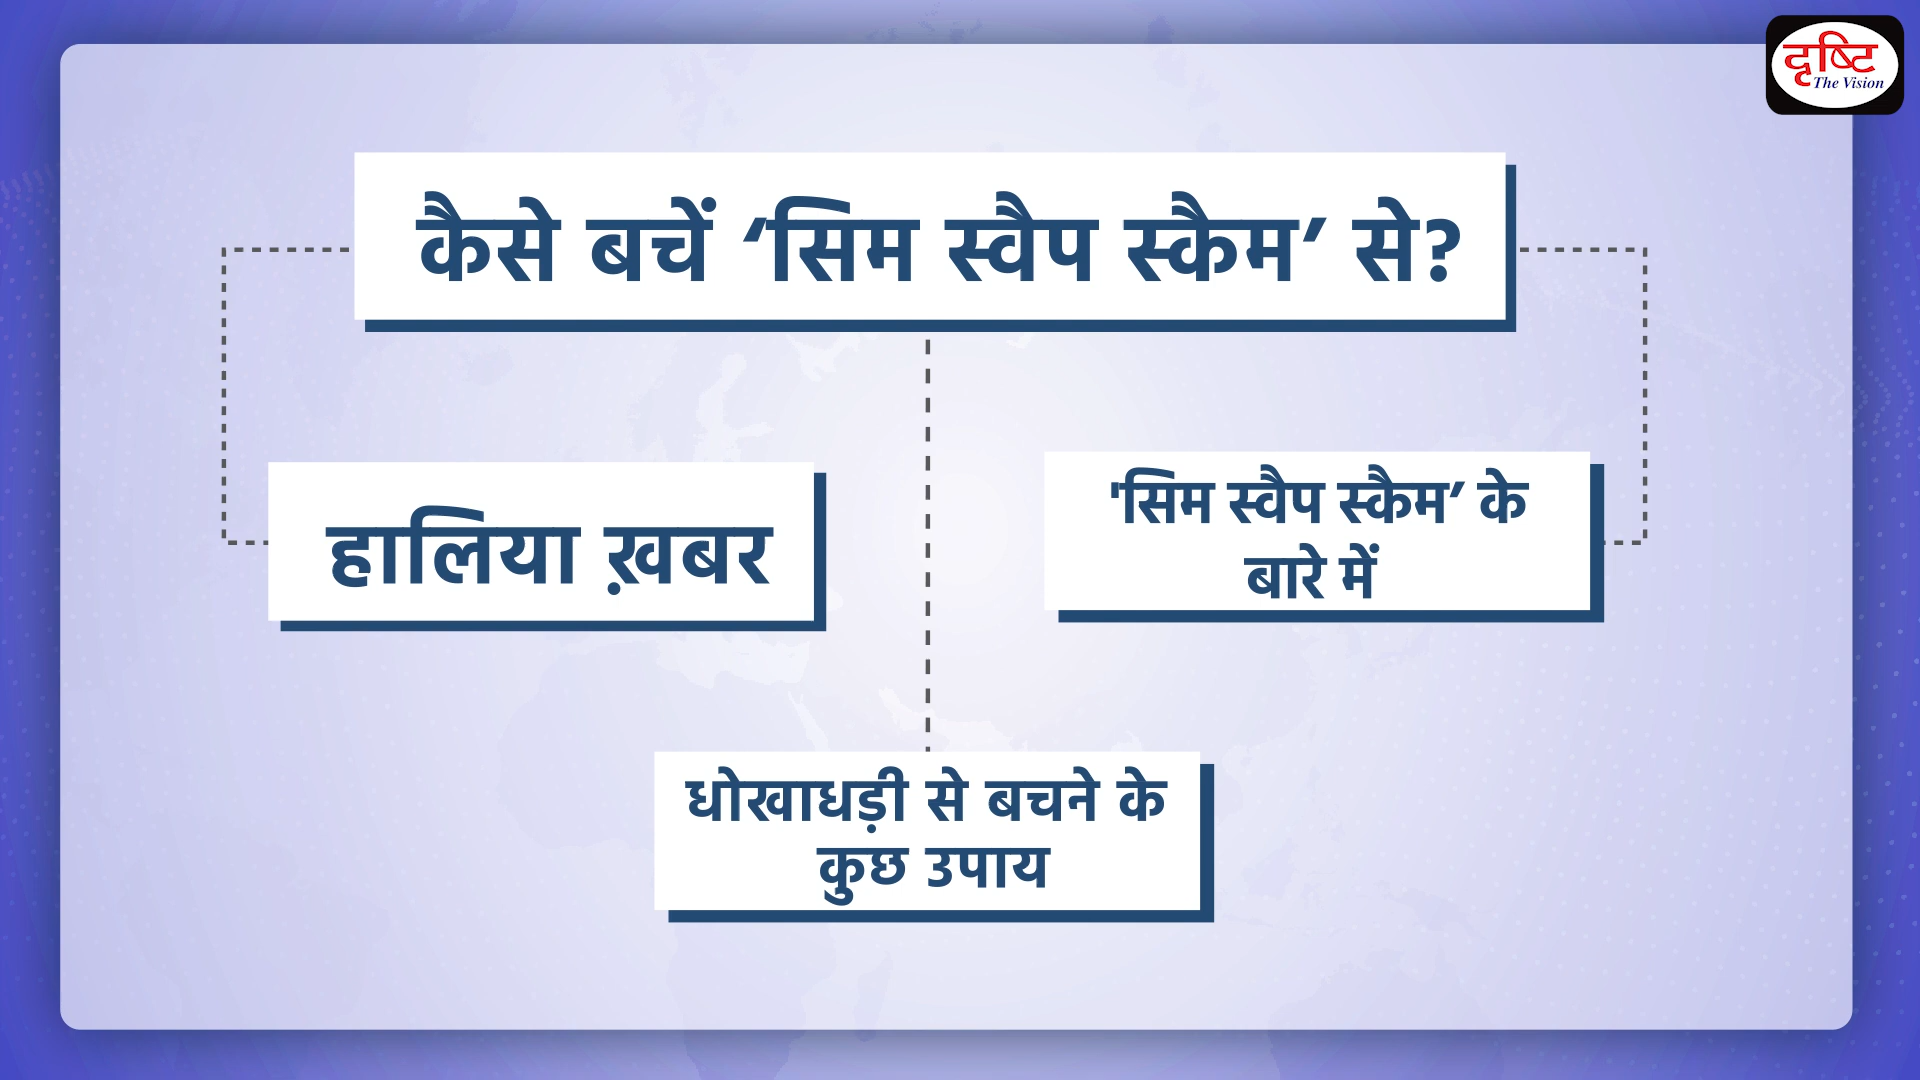 दृष्टि
The Vision
कैसे बचें ‘सिम स्वैप स्कैम’ से?
हालिया ख़बर
'सिम स्वैप स्कैम’ के
बारे में
धोखाधड़ी से बचने के
कुछ उपाय